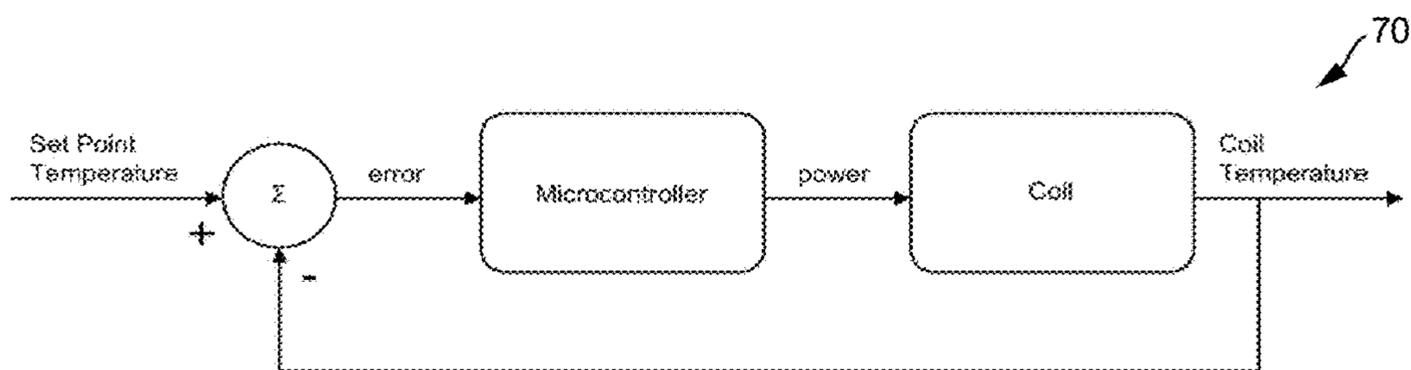 70
Set Point
Temperature
Σ
error
Microcontroller
power
Coil
Coil
Temperature
+
-